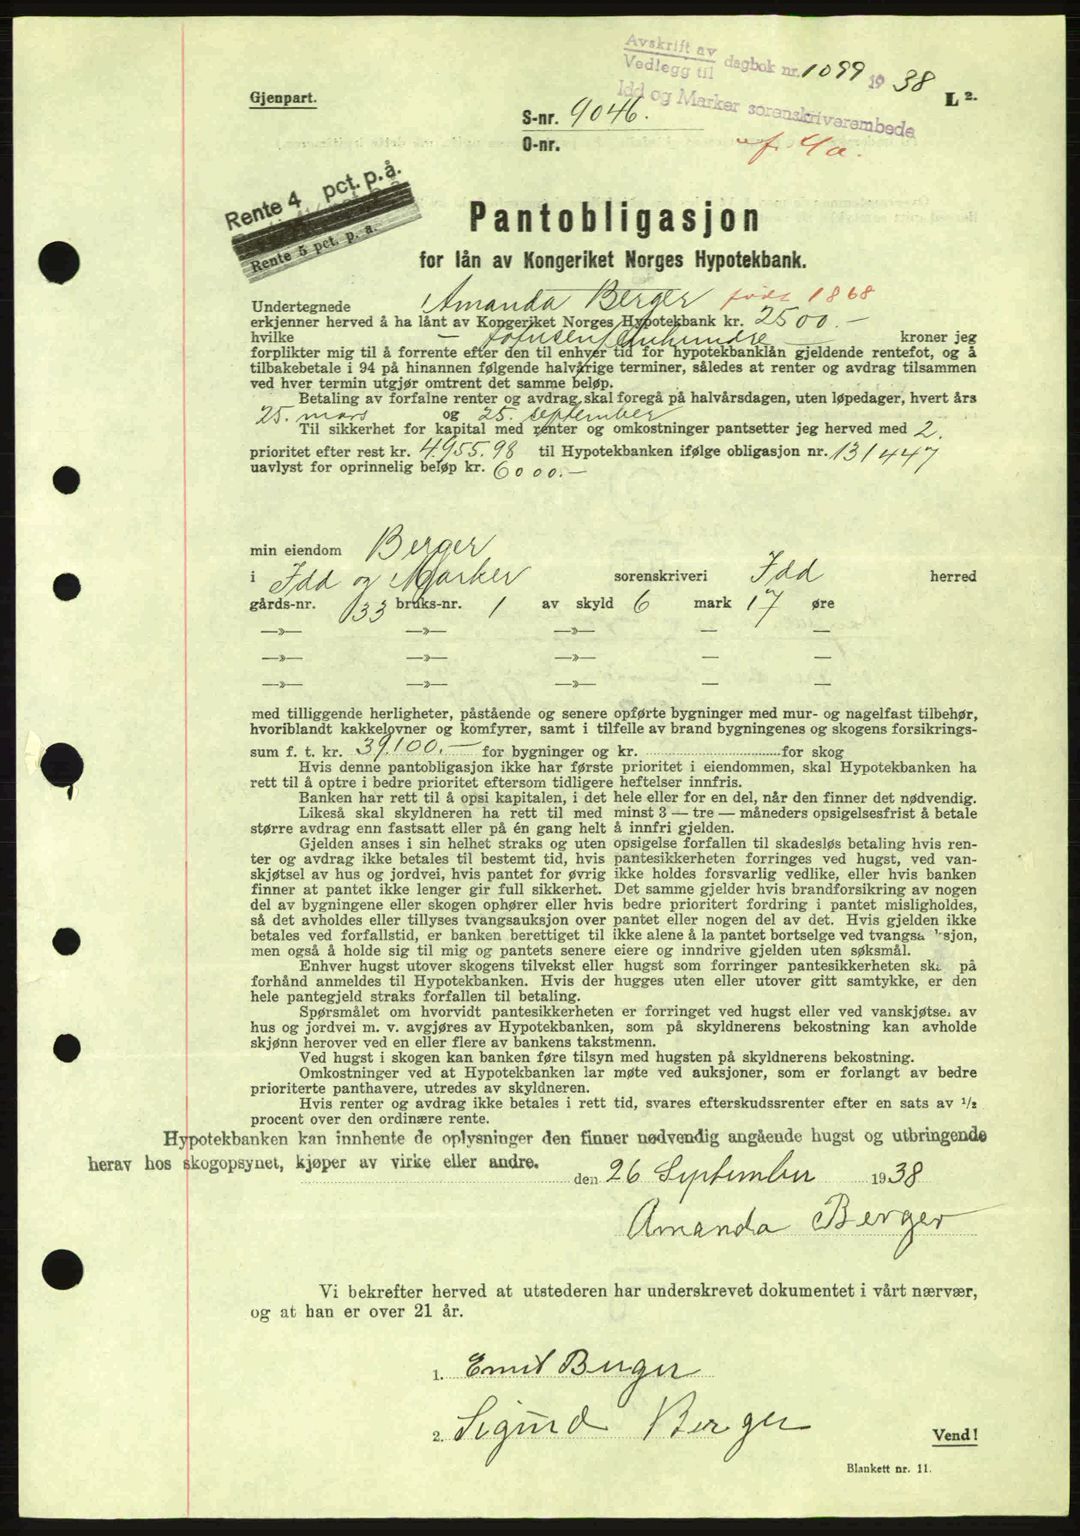 Avskrift av
Vedlegg til dagbok nr. 1099 1938
Idd og Marker sorenskriverembede
Gjenpart.
L 2.
S-nr. 9046.
O-nr.
Rente 4 pct. p. å.
Rente 5 pct. p. a.
Pantobligasjon
for lån av Kongeriket Norges Hypotekbank.
Undertegnede Amanda Berger født 1868
erkjenner herved å ha lånt av Kongeriket Norges Hypotekbank kr. 2500.-
hvilke - totusenfemhundre - kroner jeg
forplikter mig til å forrente efter den til enhver tid for hypotekbanklån gjeldende rentefot, og å
tilbakebetale i 94 på hinannen følgende halvårige terminer, således at renter og avdrag tilsammen
ved hver termin utgjør omtrent det samme beløp.
Betaling av forfalne renter og avdrag skal foregå på halvårsdagen, uten løpedager, hvert års
25. mars og 25. september
Til sikkerhet for kapital med renter og omkostninger pantsetter jeg herved med 2.
prioritet efter rest kr. 4955.98 til Hypotekbanken ifølge obligasjon nr. 131447
uavlyst for oprinnelig beløp kr. 6000.-
min eiendom Berger
i Idd og Marker sorenskriveri Idd herred
gårds-nr. 33 bruks-nr. 1 av skyld 6 mark 17 øre
—»— —»— —»— — —
—»— —»— —»— — —
—»— —»— —»— — —
med tilliggende herligheter, påstående og senere opførte bygninger med mur- og nagelfast tilbehør,
hvoriblandt kakkelovner og komfyrer, samt i tilfelle av brand bygningenes og skogens forsikrings-
sum f. t. kr. 39100.- for bygninger og kr. for skog
Hvis denne pantobligasjon ikke har første prioritet i eiendommen, skal Hypotekbanken ha
rett til å optre i bedre prioritet eftersom tidligere heftelser innfris.
Banken har rett til å opsi kapitalen, i det hele eller for en del, når den finner det nødvendig.
Likeså skal skyldneren ha rett til med minst 3 — tre — måneders opsigelsesfrist å betale
større avdrag enn fastsatt eller på én gang helt å innfri gjelden.
Gjelden anses i sin helhet straks og uten opsigelse forfallen til skadesløs betaling hvis ren-
ter og avdrag ikke betales til bestemt tid, hvis pantesikkerheten forringes ved hugst, ved van-
skjøtsel av hus og jordvei, hvis pantet for øvrig ikke holdes forsvarlig vedlike, eller hvis banken
finner at pantet ikke lenger gir full sikkerhet. Det samme gjelder hvis brandforsikring av nogen
del av bygningene eller skogen ophører eller hvis bedre prioritert fordring i pantet misligholdes,
så det avholdes eller tillyses tvangsauksjon over pantet eller nogen del av det. Hvis gjelden ikke
betales ved forfallstid, er banken berettiget til ikke alene å la pantet bortselge ved tvangsa ksjon,
men også å holde sig til mig og pantets senere eiere og inndrive gjelden uten søksmål.
Enhver hugst utover skogens tilvekst eller hugst som forringer pantesikkerheten ska på
forhånd anmeldes til Hypotekbanken. Hvis der hugges uten eller utover gitt samtykke, er den
hele pantegjeld straks forfallen til betaling.
Spørsmålet om hvorvidt pantesikkerheten er forringet ved hugst eller ved vanskjøtsel av
hus og jordvei m. v. avgjøres av Hypotekbanken, som på skyldnerens bekostning kan avholde
skjønn herover ved en eller flere av bankens takstmenn.
Ved hugst i skogen kan banken føre tilsyn med hugsten på skyldnerens bekostning.
Omkostninger ved at Hypotekbanken lar møte ved auksjoner, som er forlangt av bedre
prioriterte panthavere, utredes av skyldneren.
Hvis renter og avdrag ikke betales i rett tid, svares efterskudssrenter efter en sats av 1/2
procent over den ordinære rente.
Hypotekbanken kan innhente de oplysninger den finner nødvendig angående hugst og utbringende
herav hos skogopsynet, kjøper av virke eller andre.
den 26 September 1938
Amanda Berger
Vi bekrefter herved at utstederen har underskrevet dokumentet i vårt nærvær,
og at han er over 21 år.
1. Emil Berger
2. Sigurd Berger
Vend!
Blankett nr. 11.